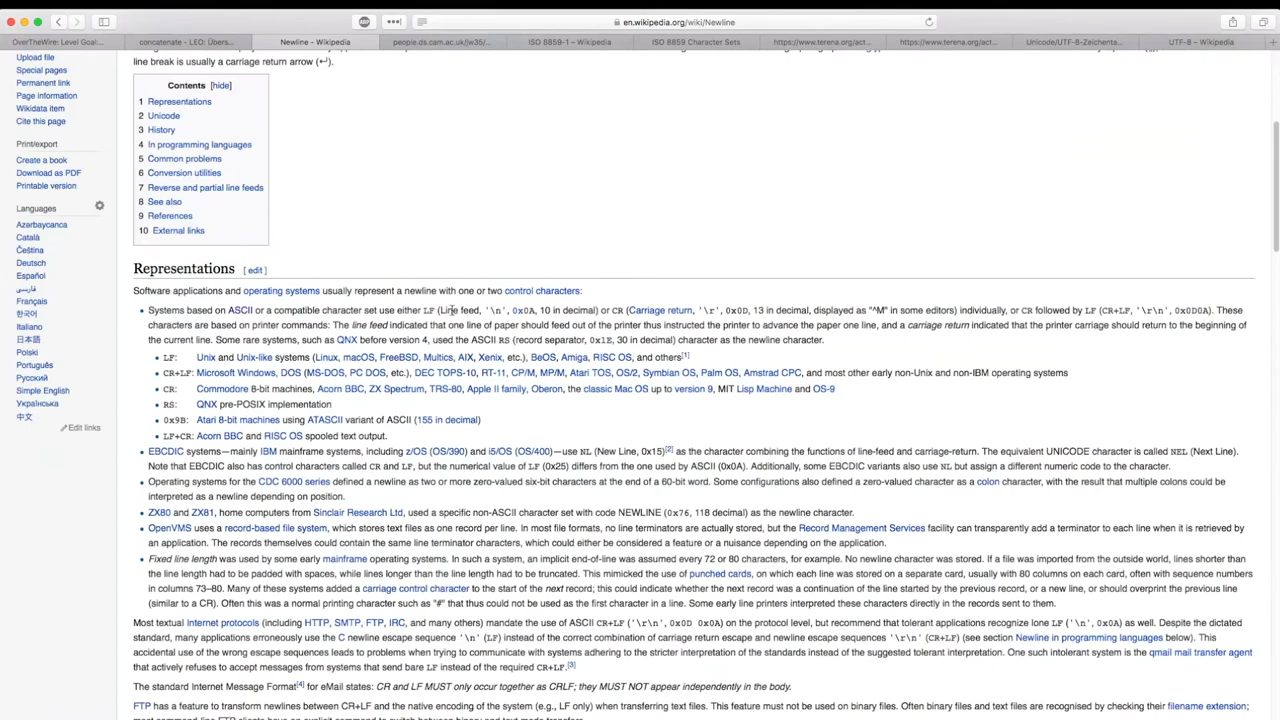 en.wikipedia.org/wiki/Newline
OverTheWire: Level Goal:...
concatenate - LEO: Übers...
Newline - Wikipedia
people.ds.cam.ac.uk/jw35/...
ISO 8859-1 – Wikipedia
ISO 8859 Character Sets
https://www.terena.org/act...
https://www.terena.org/act...
Unicode/UTF-8-Zeichenta...
UTF-8 – Wikipedia
Upload file
Special pages
Permanent link
Page information
Wikidata item
Cite this page
Print/export
Create a book
Download as PDF
Printable version
Languages
Azərbaycanca
Català
Čeština
Deutsch
Español
فارسی
Français
한국어
Italiano
日本語
Polski
Português
Русский
Simple English
Українська
中文
Edit links
line break is usually a carriage return arrow (↵).
Contents [hide]
1 Representations
2 Unicode
3 History
4 In programming languages
5 Common problems
6 Conversion utilities
7 Reverse and partial line feeds
8 See also
9 References
10 External links
Representations [ edit ]
Software applications and operating systems usually represent a newline with one or two control characters:
• Systems based on ASCII or a compatible character set use either LF (Line feed, '\n', 0x0A, 10 in decimal) or CR (Carriage return, '\r', 0x0D, 13 in decimal, displayed as "^M" in some editors) individually, or CR followed by LF (CR+LF, '\r\n', 0x0D0A). These
characters are based on printer commands: The line feed indicated that one line of paper should feed out of the printer thus instructed the printer to advance the paper one line, and a carriage return indicated that the printer carriage should return to the beginning of
the current line. Some rare systems, such as QNX before version 4, used the ASCII RS (record separator, 0x1E, 30 in decimal) character as the newline character.
• LF: Unix and Unix-like systems (Linux, macOS, FreeBSD, Multics, AIX, Xenix, etc.), BeOS, Amiga, RISC OS, and others[1]
• CR+LF: Microsoft Windows, DOS (MS-DOS, PC DOS, etc.), DEC TOPS-10, RT-11, CP/M, MP/M, Atari TOS, OS/2, Symbian OS, Palm OS, Amstrad CPC, and most other early non-Unix and non-IBM operating systems
• CR: Commodore 8-bit machines, Acorn BBC, ZX Spectrum, TRS-80, Apple II family, Oberon, the classic Mac OS up to version 9, MIT Lisp Machine and OS-9
• RS: QNX pre-POSIX implementation
• 0x9B: Atari 8-bit machines using ATASCII variant of ASCII (155 in decimal)
• LF+CR: Acorn BBC and RISC OS spooled text output.
• EBCDIC systems—mainly IBM mainframe systems, including z/OS (OS/390) and i5/OS (OS/400)—use NL (New Line, 0x15)[2] as the character combining the functions of line-feed and carriage-return. The equivalent UNICODE character is called NEL (Next Line).
Note that EBCDIC also has control characters called CR and LF, but the numerical value of LF (0x25) differs from the one used by ASCII (0x0A). Additionally, some EBCDIC variants also use NL but assign a different numeric code to the character.
• Operating systems for the CDC 6000 series defined a newline as two or more zero-valued six-bit characters at the end of a 60-bit word. Some configurations also defined a zero-valued character as a colon character, with the result that multiple colons could be
interpreted as a newline depending on position.
• ZX80 and ZX81, home computers from Sinclair Research Ltd, used a specific non-ASCII character set with code NEWLINE (0x76, 118 decimal) as the newline character.
• OpenVMS uses a record-based file system, which stores text files as one record per line. In most file formats, no line terminators are actually stored, but the Record Management Services facility can transparently add a terminator to each line when it is retrieved by
an application. The records themselves could contain the same line terminator characters, which could either be considered a feature or a nuisance depending on the application.
• Fixed line length was used by some early mainframe operating systems. In such a system, an implicit end-of-line was assumed every 72 or 80 characters, for example. No newline character was stored. If a file was imported from the outside world, lines shorter than
the line length had to be padded with spaces, while lines longer than the line length had to be truncated. This mimicked the use of punched cards, on which each line was stored on a separate card, usually with 80 columns on each card, often with sequence numbers
in columns 73–80. Many of these systems added a carriage control character to the start of the next record; this could indicate whether the next record was a continuation of the line started by the previous record, or a new line, or should overprint the previous line
(similar to a CR). Often this was a normal printing character such as "#" that thus could not be used as the first character in a line. Some early line printers interpreted these characters directly in the records sent to them.
Most textual Internet protocols (including HTTP, SMTP, FTP, IRC, and many others) mandate the use of ASCII CR+LF ('\r\n', 0x0D 0x0A) on the protocol level, but recommend that tolerant applications recognize lone LF ('\n', 0x0A) as well. Despite the dictated
standard, many applications erroneously use the C newline escape sequence '\n' (LF) instead of the correct combination of carriage return escape and newline escape sequences '\r\n' (CR+LF) (see section Newline in programming languages below). This
accidental use of the wrong escape sequences leads to problems when trying to communicate with systems adhering to the stricter interpretation of the standards instead of the suggested tolerant interpretation. One such intolerant system is the qmail mail transfer agent
that actively refuses to accept messages from systems that send bare LF instead of the required CR+LF.[3]
The standard Internet Message Format[4] for eMail states: CR and LF MUST only occur together as CRLF; they MUST NOT appear independently in the body.
FTP has a feature to transform newlines between CR+LF and the native encoding of the system (e.g., LF only) when transferring text files. This feature must not be used on binary files. Often binary files and text files are recognised by checking their filename extension;